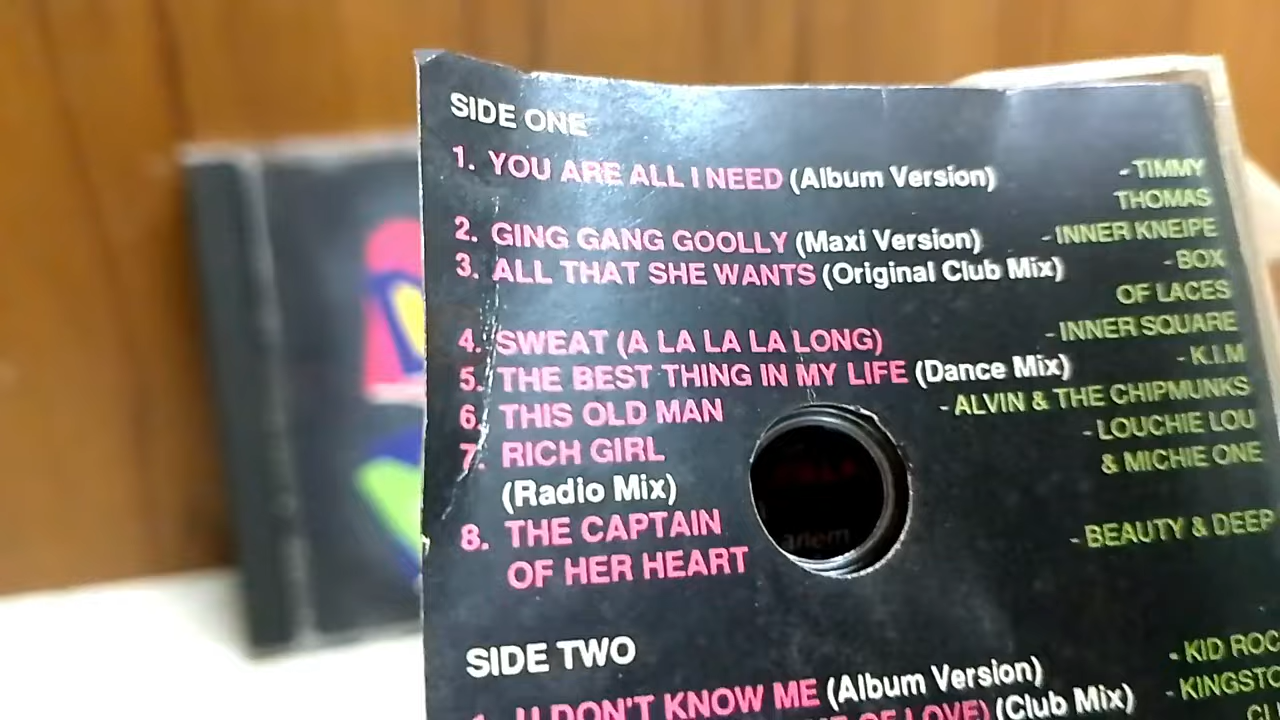 SIDE ONE
1. YOU ARE ALL I NEED (Album Version) - TIMMY
THOMAS
2. GING GANG GOOLLY (Maxi Version) - INNER KNEIPE
3. ALL THAT SHE WANTS (Original Club Mix) - BOX
OF LACES
4. SWEAT (A LA LA LA LONG) - INNER SQUARE
5. THE BEST THING IN MY LIFE (Dance Mix) - K.I.M
6. THIS OLD MAN - ALVIN & THE CHIPMUNKS
7. RICH GIRL - LOUCHIE LOU
(Radio Mix) & MICHIE ONE
8. THE CAPTAIN - BEAUTY & DEEP
OF HER HEART
SIDE TWO
1. U DON'T KNOW ME (Album Version) - KID ROC
OF LOVE) (Club Mix) - KINGSTO